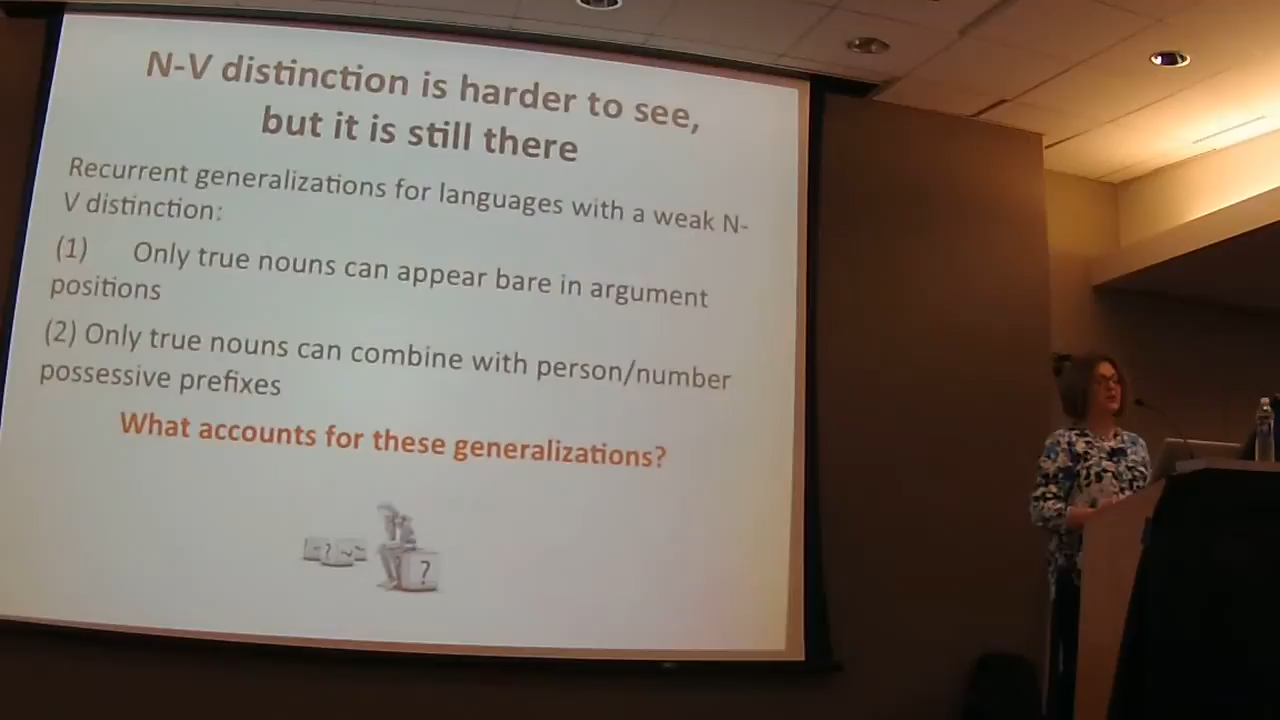 N-V distinction is harder to see,
but it is still there
Recurrent generalizations for languages with a weak N-
V distinction:
(1) Only true nouns can appear bare in argument
positions
(2) Only true nouns can combine with person/number
possessive prefixes
What accounts for these generalizations?
? ?